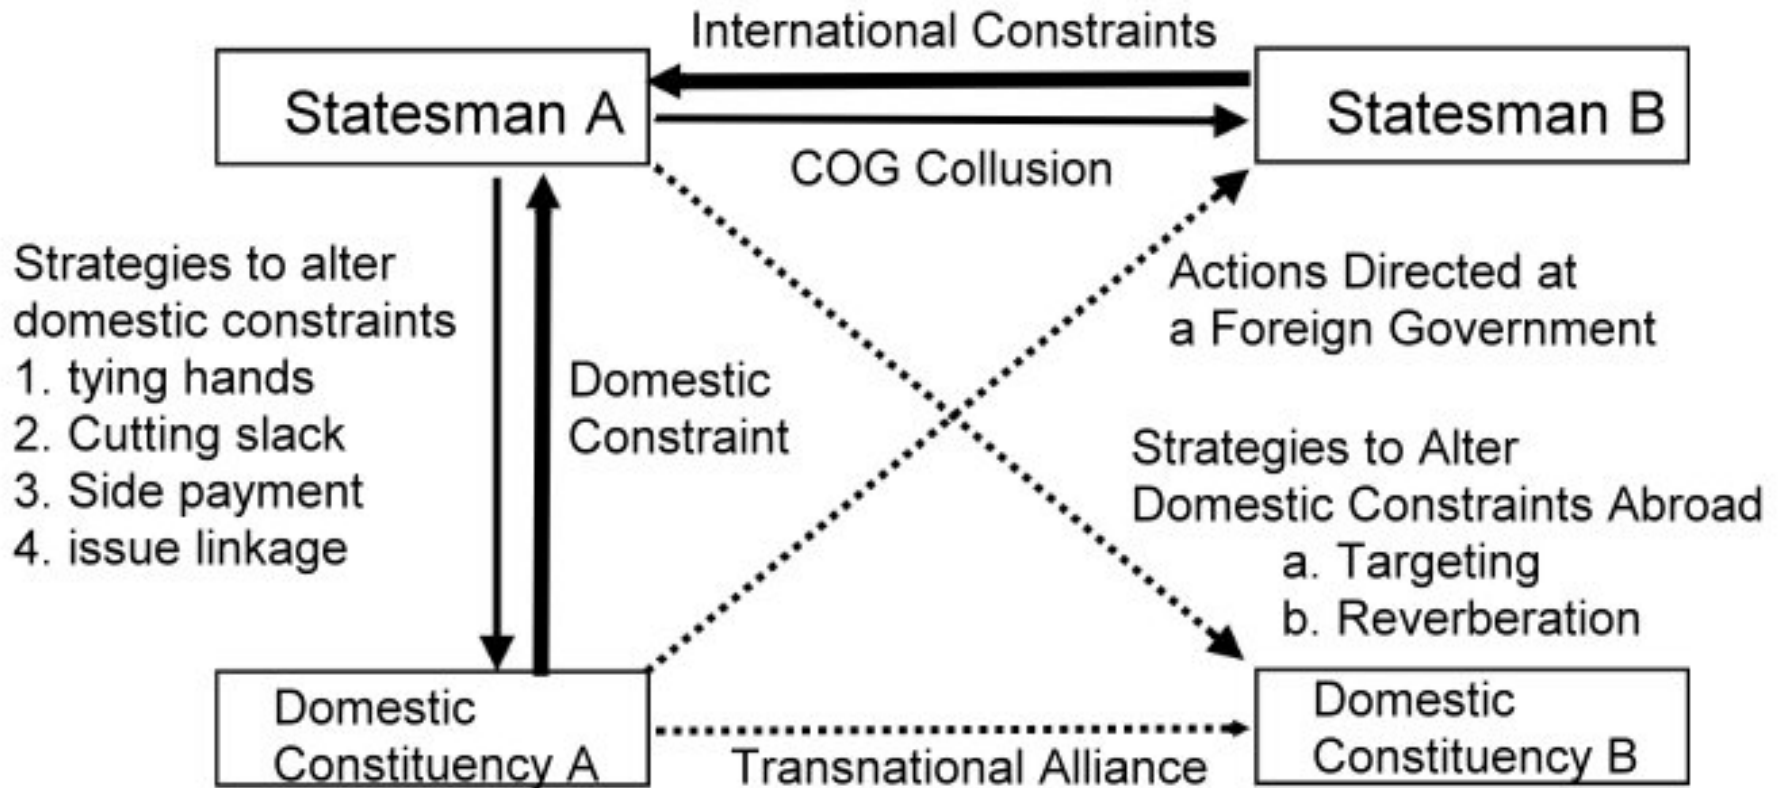 International Constraints
Statesman A
Statesman B
COG Collusion
Strategies to alter
domestic constraints
1. tying hands
2. Cutting slack
3. Side payment
4. issue linkage
Domestic
Constraint
Actions Directed at
a Foreign Government
Strategies to Alter
Domestic Constraints Abroad
a. Targeting
b. Reverberation
Domestic
Constituency A
Transnational Alliance
Domestic
Constituency B